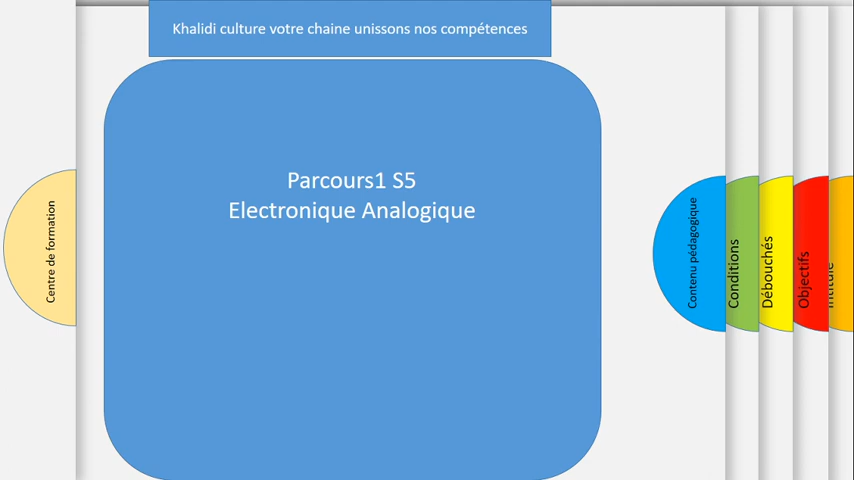 Khalidi culture votre chaine unissons nos compétences
Parcours1 S5
Electronique Analogique
Centre de formation
Contenu pédagogique
Conditions
Débouchés
Objectifs